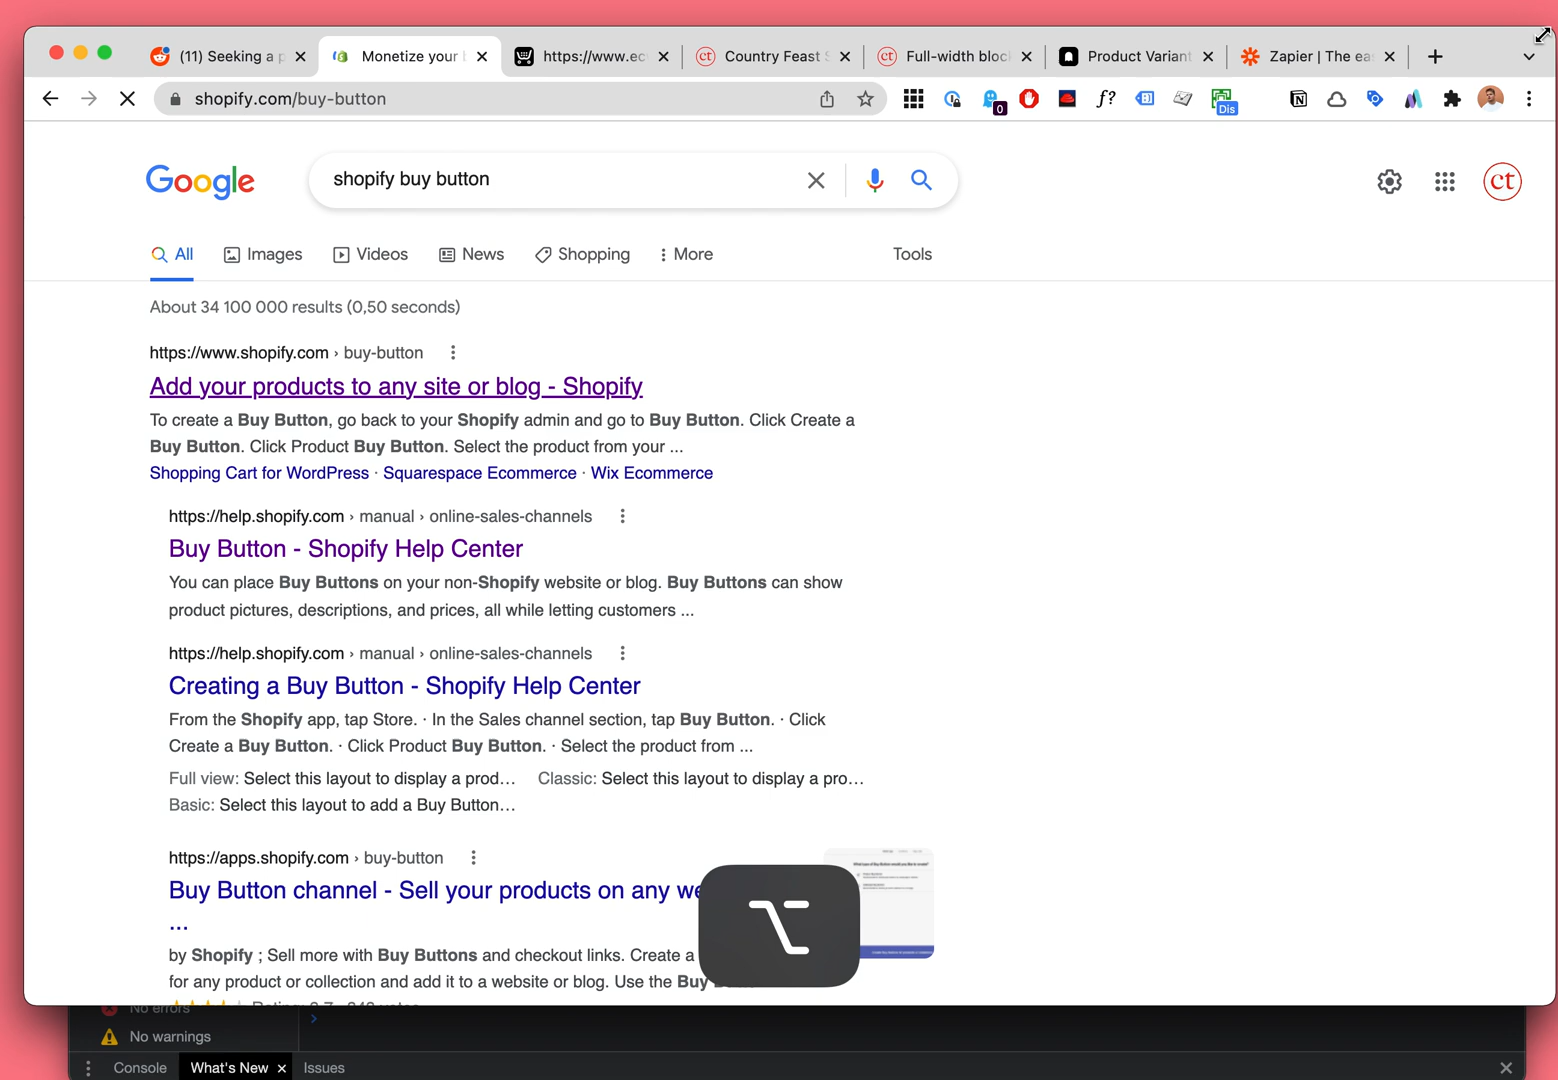 (11) Seeking a p
Monetize your
https://www.ec
Country Feast S
Full-width bloc
Product Variant
Zapier | The ea
shopify.com/buy-button
f?
0
Dis
Google
shopify buy button
ct
All
Images
Videos
News
Shopping
More
Tools
About 34 100 000 results (0,50 seconds)
https://www.shopify.com › buy-button
Add your products to any site or blog - Shopify
To create a Buy Button, go back to your Shopify admin and go to Buy Button. Click Create a
Buy Button. Click Product Buy Button. Select the product from your ...
Shopping Cart for WordPress · Squarespace Ecommerce · Wix Ecommerce
https://help.shopify.com › manual › online-sales-channels
Buy Button - Shopify Help Center
You can place Buy Buttons on your non-Shopify website or blog. Buy Buttons can show
product pictures, descriptions, and prices, all while letting customers ...
https://help.shopify.com › manual › online-sales-channels
Creating a Buy Button - Shopify Help Center
From the Shopify app, tap Store. · In the Sales channel section, tap Buy Button. · Click
Create a Buy Button. · Click Product Buy Button. · Select the product from ...
Full view: Select this layout to display a prod... Classic: Select this layout to display a pro...
Basic: Select this layout to add a Buy Button...
https://apps.shopify.com › buy-button
Buy Button channel - Sell your products on any we
...
by Shopify ; Sell more with Buy Buttons and checkout links. Create a
for any product or collection and add it to a website or blog. Use the Buy
No errors
No warnings
Console
What's New
Issues